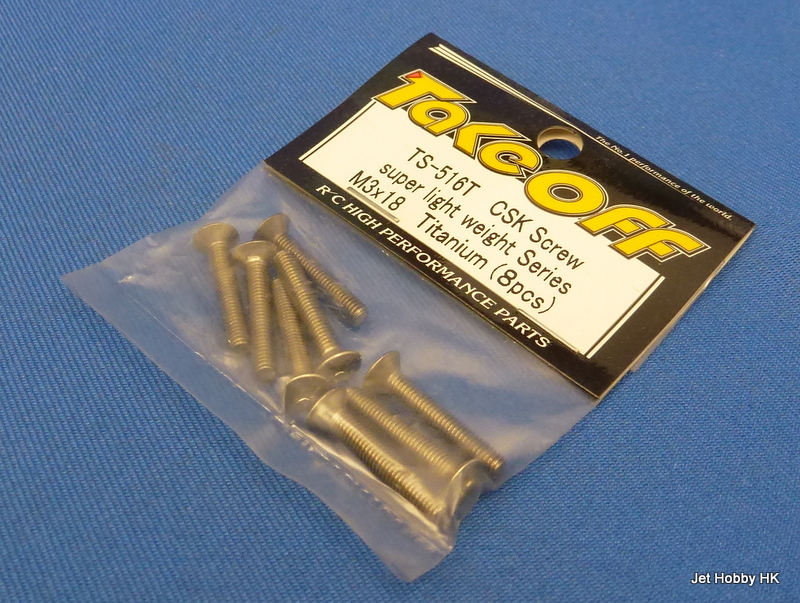 The No.1 performance of the world.
TakeOff
TS-516T CSK Screw
super light weight Series
M3x18 Titanium (8pcs)
R/C HIGH PERFORMANCE PARTS
Jet Hobby HK